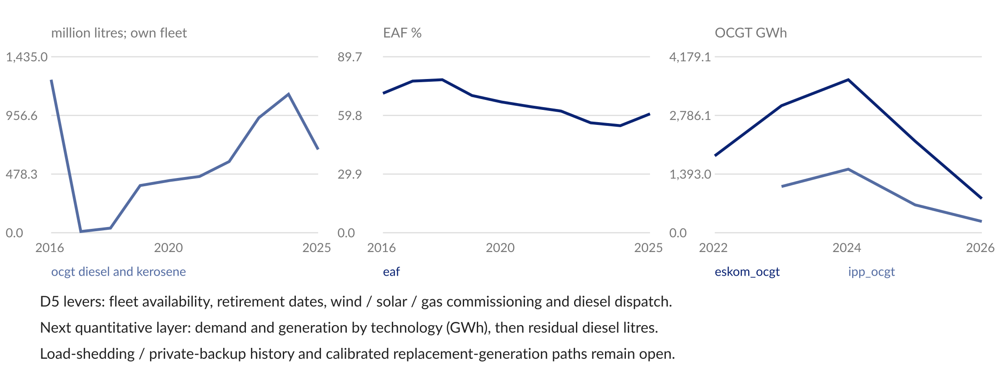 million litres; own fleet
1,435.0
956.6
478.3
0.0
2016 2020 2025
ocgt diesel and kerosene
EAF %
89.7
59.8
29.9
0.0
2016 2020 2025
eaf
OCGT GWh
4,179.1
2,786.1
1,393.0
0.0
2022 2024 2026
eskom_ocgt ipp_ocgt
D5 levers: fleet availability, retirement dates, wind / solar / gas commissioning and diesel dispatch.
Next quantitative layer: demand and generation by technology (GWh), then residual diesel litres.
Load-shedding / private-backup history and calibrated replacement-generation paths remain open.